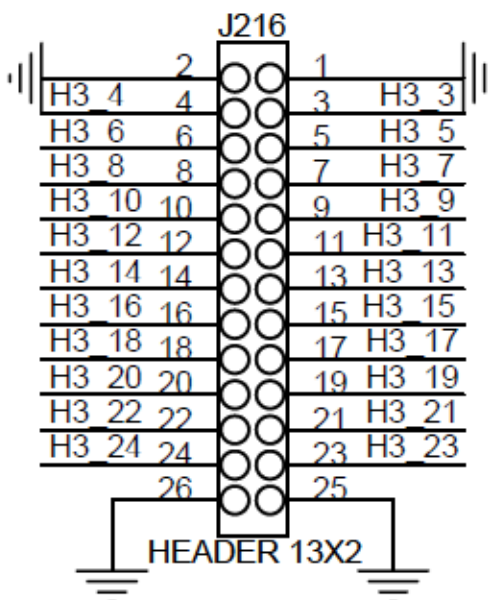 J216
2 1
H3_4 4 3 H3_3
H3_6 6 5 H3_5
H3_8 8 7 H3_7
H3_10 10 9 H3_9
H3_12 12 11 H3_11
H3_14 14 13 H3_13
H3_16 16 15 H3_15
H3_18 18 17 H3_17
H3_20 20 19 H3_19
H3_22 22 21 H3_21
H3_24 24 23 H3_23
26 25
HEADER 13X2